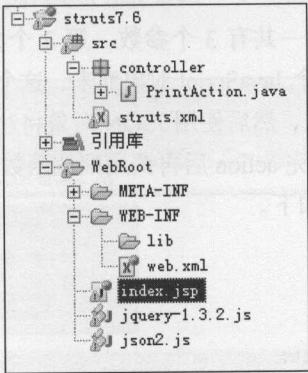 struts7.6
src
controller
PrintAction.java
struts.xml
引用库
WebRoot
META-INF
WEB-INF
lib
web.xml
index.jsp
jquery-1.3.2.js
json2.js